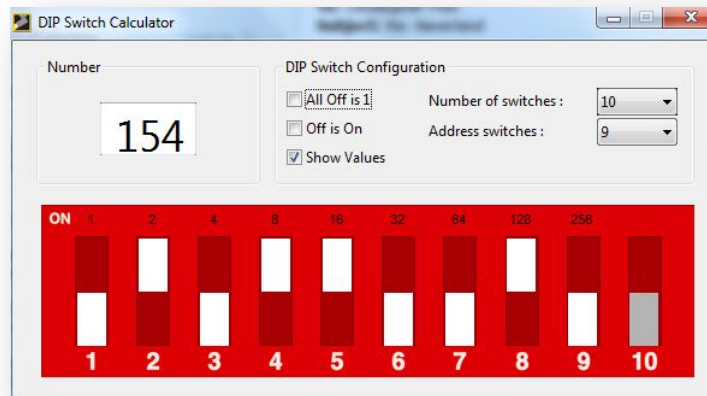 DIP Switch Calculator
Number
154
DIP Switch Configuration
All Off is 1
Number of switches :
10
Off is On
Address switches :
9
Show Values
ON 1 2 4 8 16 32 64 128 256
1 2 3 4 5 6 7 8 9 10